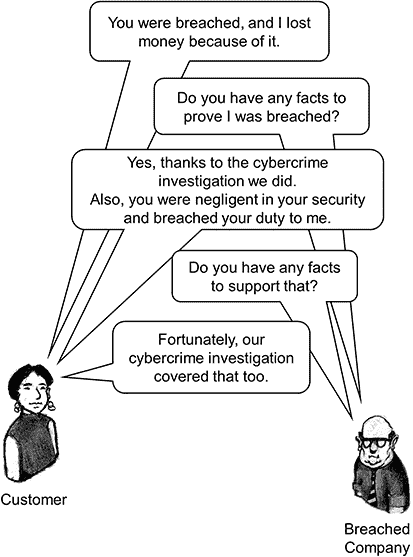 You were breached, and I lost
money because of it.
Do you have any facts to
prove I was breached?
Yes, thanks to the cybercrime
investigation we did.
Also, you were negligent in your security
and breached your duty to me.
Do you have any facts
to support that?
Fortunately, our
cybercrime investigation
covered that too.
Customer
Breached
Company